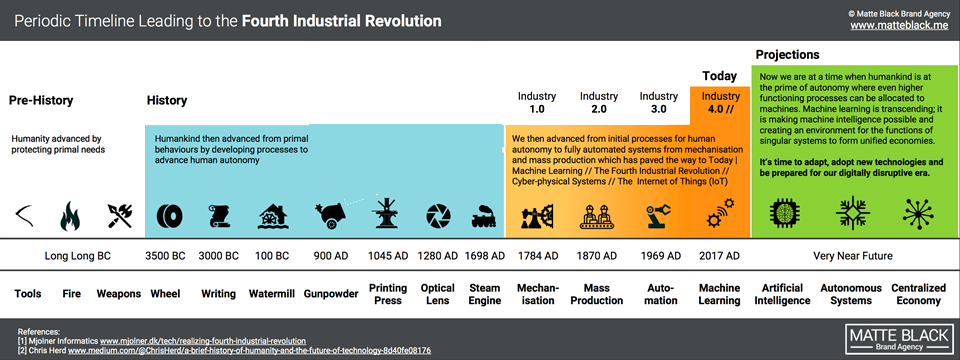 Periodic Timeline Leading to the Fourth Industrial Revolution
© Matte Black Brand Agency
www.matteblack.me
Projections
Today
Pre-History
History
Industry
1.0
Industry
2.0
Industry
3.0
Industry
4.0 //
Now we are at a time when humankind is at
the prime of autonomy where even higher
functioning processes can be allocated to
machines. Machine learning is transcending; it
is making machine intelligence possible and
creating an environment for the functions of
singular systems to form unified economies.
It's time to adapt, adopt new technologies and
be prepared for our digitally disruptive era.
Humanity advanced by
protecting primal needs
Humankind then advanced from primal
behaviours by developing processes to
advance human autonomy
We then advanced from initial processes for human
autonomy to fully automated systems from mechanisation
and mass production which has paved the way to Today |
Machine Learning // The Fourth Industrial Revolution //
Cyber-physical Systems // The Internet of Things (IoT)
Long Long BC
3500 BC
3000 BC
100 BC
900 AD
1045 AD
1280 AD
1698 AD
1784 AD
1870 AD
1969 AD
2017 AD
Very Near Future
Tools
Fire
Weapons
Wheel
Writing
Watermill
Gunpowder
Printing
Press
Optical
Lens
Steam
Engine
Mechan-
isation
Mass
Production
Auto-
mation
Machine
Learning
Artificial
Intelligence
Autonomous
Systems
Centralized
Economy
References:
[1] Mjolner Informatics www.mjolner.dk/tech/realizing-fourth-industrial-revolution
[2] Chris Herd www.medium.com/@ChrisHerd/a-brief-history-of-humanity-and-the-future-of-technology-8d40fe08176
MATTE BLACK
Brand Agency